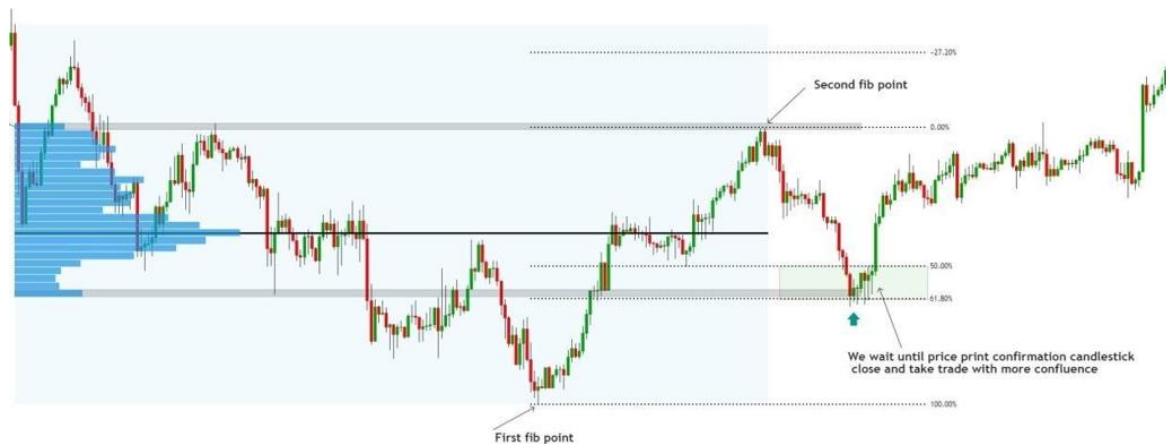 -27,20%
Second fib point
0.00%
50.00%
61.80%
We wait until price print confirmation candlestick
close and take trade with more confluence
100.00%
First fib point